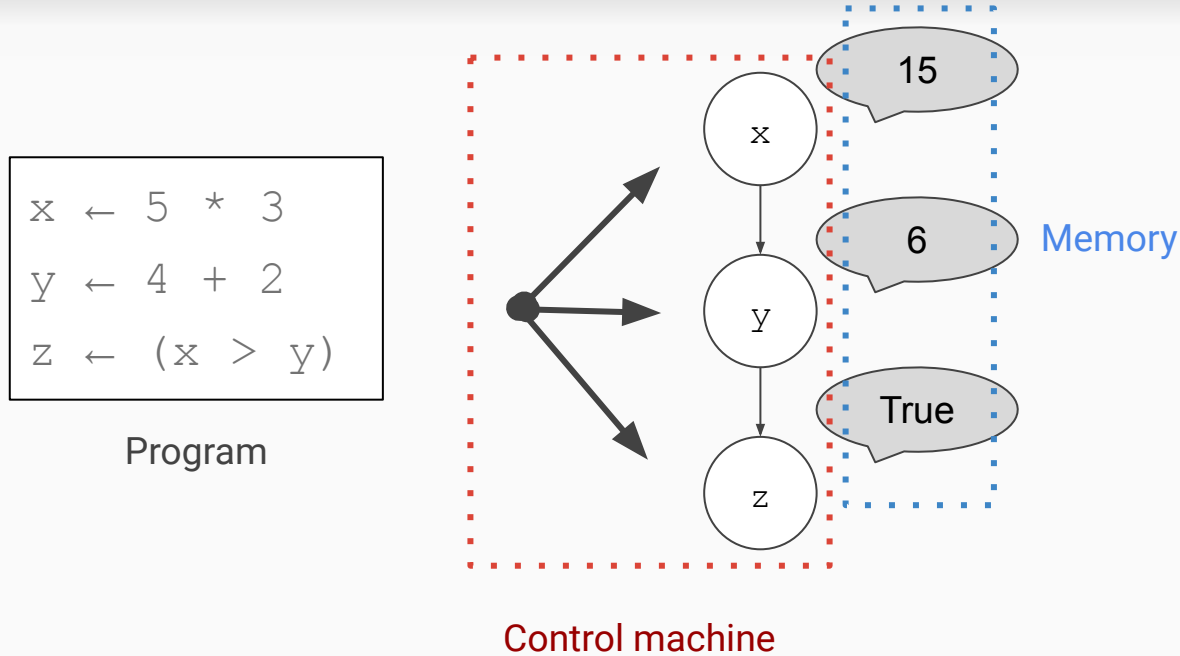 x ← 5 * 3
y ← 4 + 2
z ← (x > y)
Program
x
15
y
6
z
True
Memory
Control machine